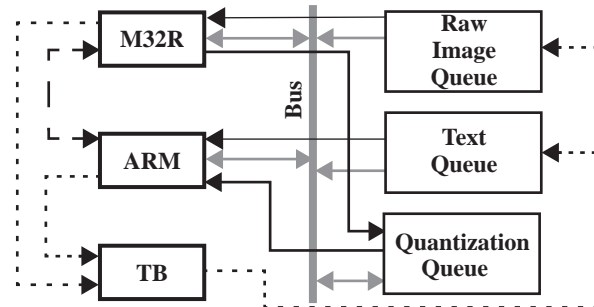 M32R
Raw
Image
Queue
Bus
ARM
Text
Queue
TB
Quantization
Queue